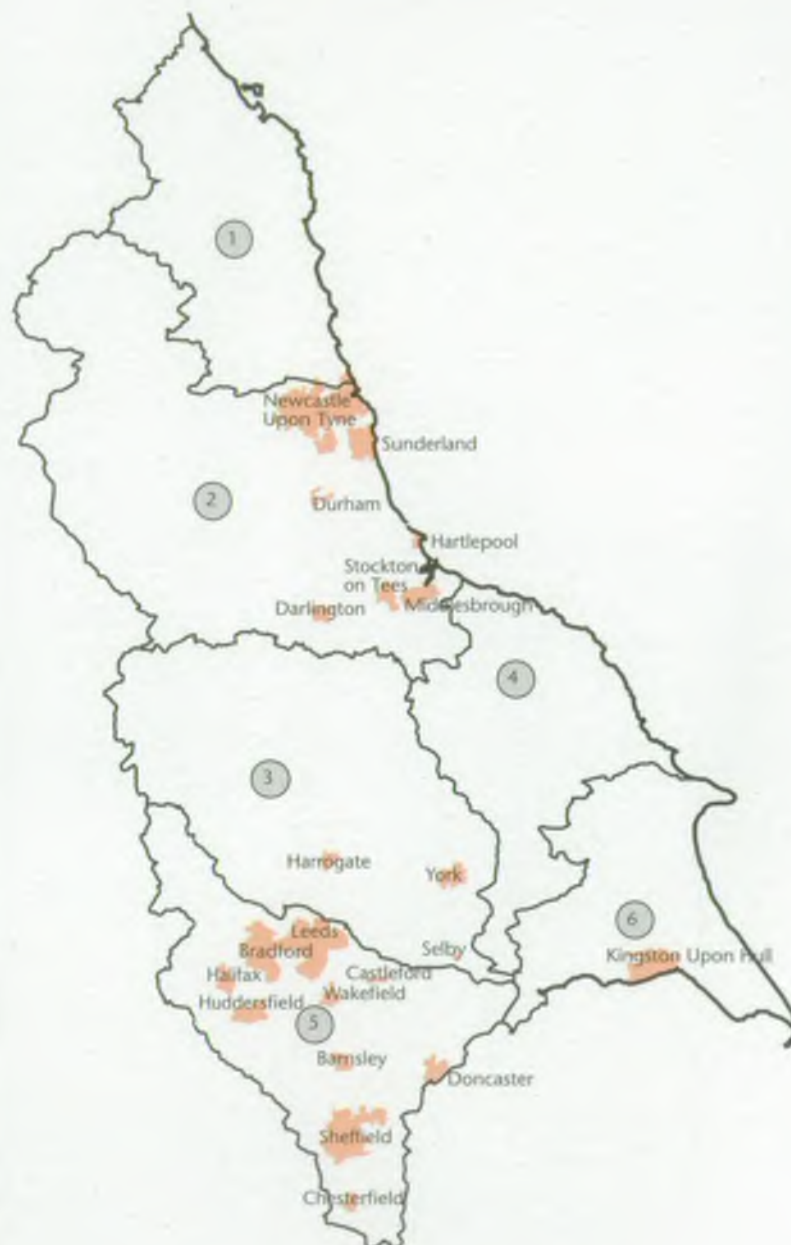 1
Newcastle
Upon Tyne
Sunderland
2
Durham
Hartlepool
Stockton
on Tees
Darlington
Middlesbrough
4
3
Harrogate
York
6
Leeds
Bradford
Selby
Kingston Upon Hull
Halifax
Castleford
Wakefield
Huddersfield
5
Barnsley
Doncaster
Sheffield
Chesterfield